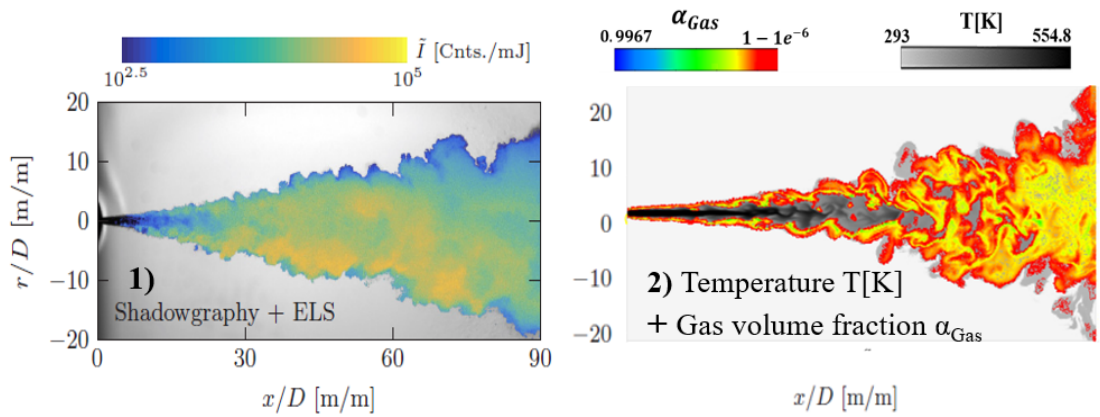 Ĩ [Cnts./mJ]
10^2.5 10^5
20
10
0
−10
−20
r/D [m/m]
1)
Shadowgraphy + ELS
0 30 60 90
x/D [m/m]
α_Gas
0.9967 1 − 1e^−6
T[K]
293 554.8
20
10
0
−10
−20
2) Temperature T[K]
+ Gas volume fraction α_Gas
x/D [m/m]